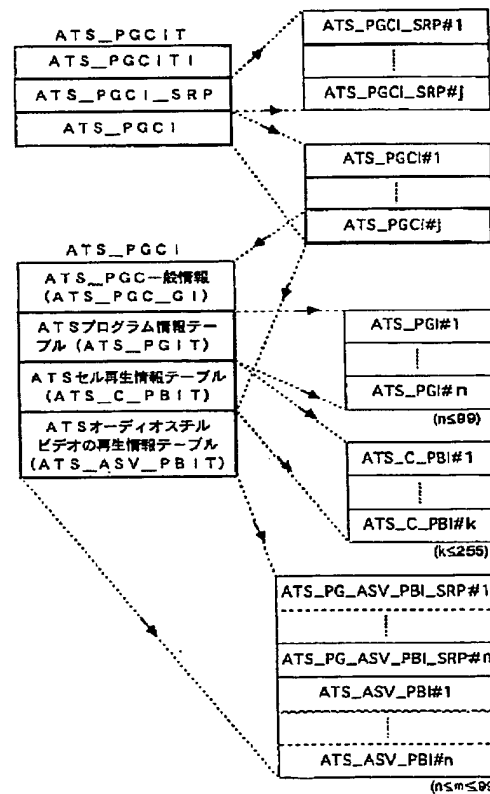 ATS_PGCIT
ATS_PGCITI
ATS_PGCI_SRP
ATS_PGCI
ATS_PGCI_SRP#1
ATS_PGCI_SRP#j
ATS_PGCI#1
ATS_PGCI#j
ATS_PGCI
ATS_PGC一般情報
(ATS_PGC_GI)
ATSプログラム情報テー
ブル (ATS_PGIT)
ATSセル再生情報テーブル
(ATS_C_PBIT)
ATSオーディオスチル
ビデオの再生情報テーブル
(ATS_ASV_PBIT)
ATS_PGI#1
ATS_PGI#n
(n≤99)
ATS_C_PBI#1
ATS_C_PBI#k
(k≤255)
ATS_PG_ASV_PBI_SRP#1
ATS_PG_ASV_PBI_SRP#n
ATS_ASV_PBI#1
ATS_ASV_PBI#n
(n≤m≤99